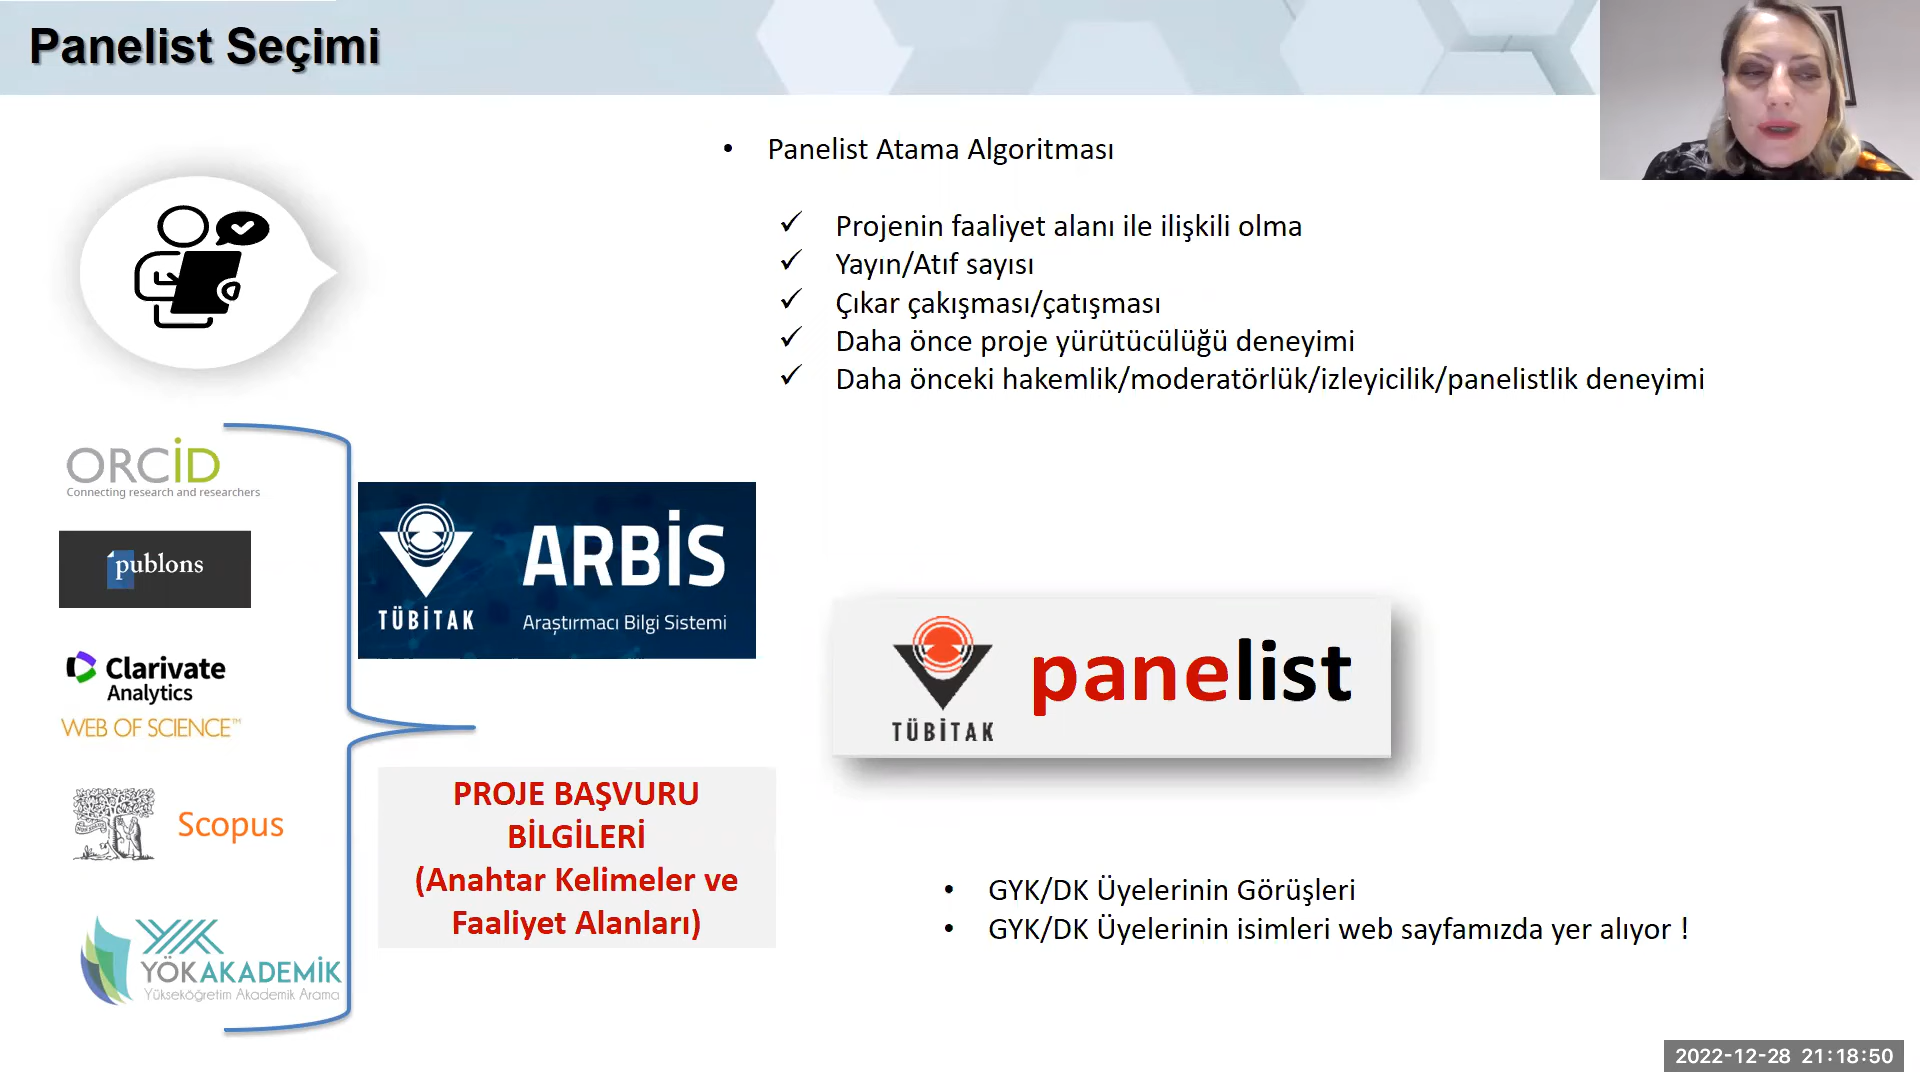 Panelist Seçimi
• Panelist Atama Algoritması
✓ Projenin faaliyet alanı ile ilişkili olma
✓ Yayın/Atıf sayısı
✓ Çıkar çakışması/çatışması
✓ Daha önce proje yürütücülüğü deneyimi
✓ Daha önceki hakemlik/moderatörlük/izleyicilik/panelistlik deneyimi
ORCiD
Connecting research and researchers
publons
Clarivate
Analytics
WEB OF SCIENCE™
Scopus
YÖKAKADEMİK
Yükseköğretim Akademik Arama
TÜBİTAK
ARBİS
Araştırmacı Bilgi Sistemi
PROJE BAŞVURU
BİLGİLERİ
(Anahtar Kelimeler ve
Faaliyet Alanları)
TÜBİTAK
panelist
• GYK/DK Üyelerinin Görüşleri
• GYK/DK Üyelerinin isimleri web sayfamızda yer alıyor !
2022-12-28 21:18:50